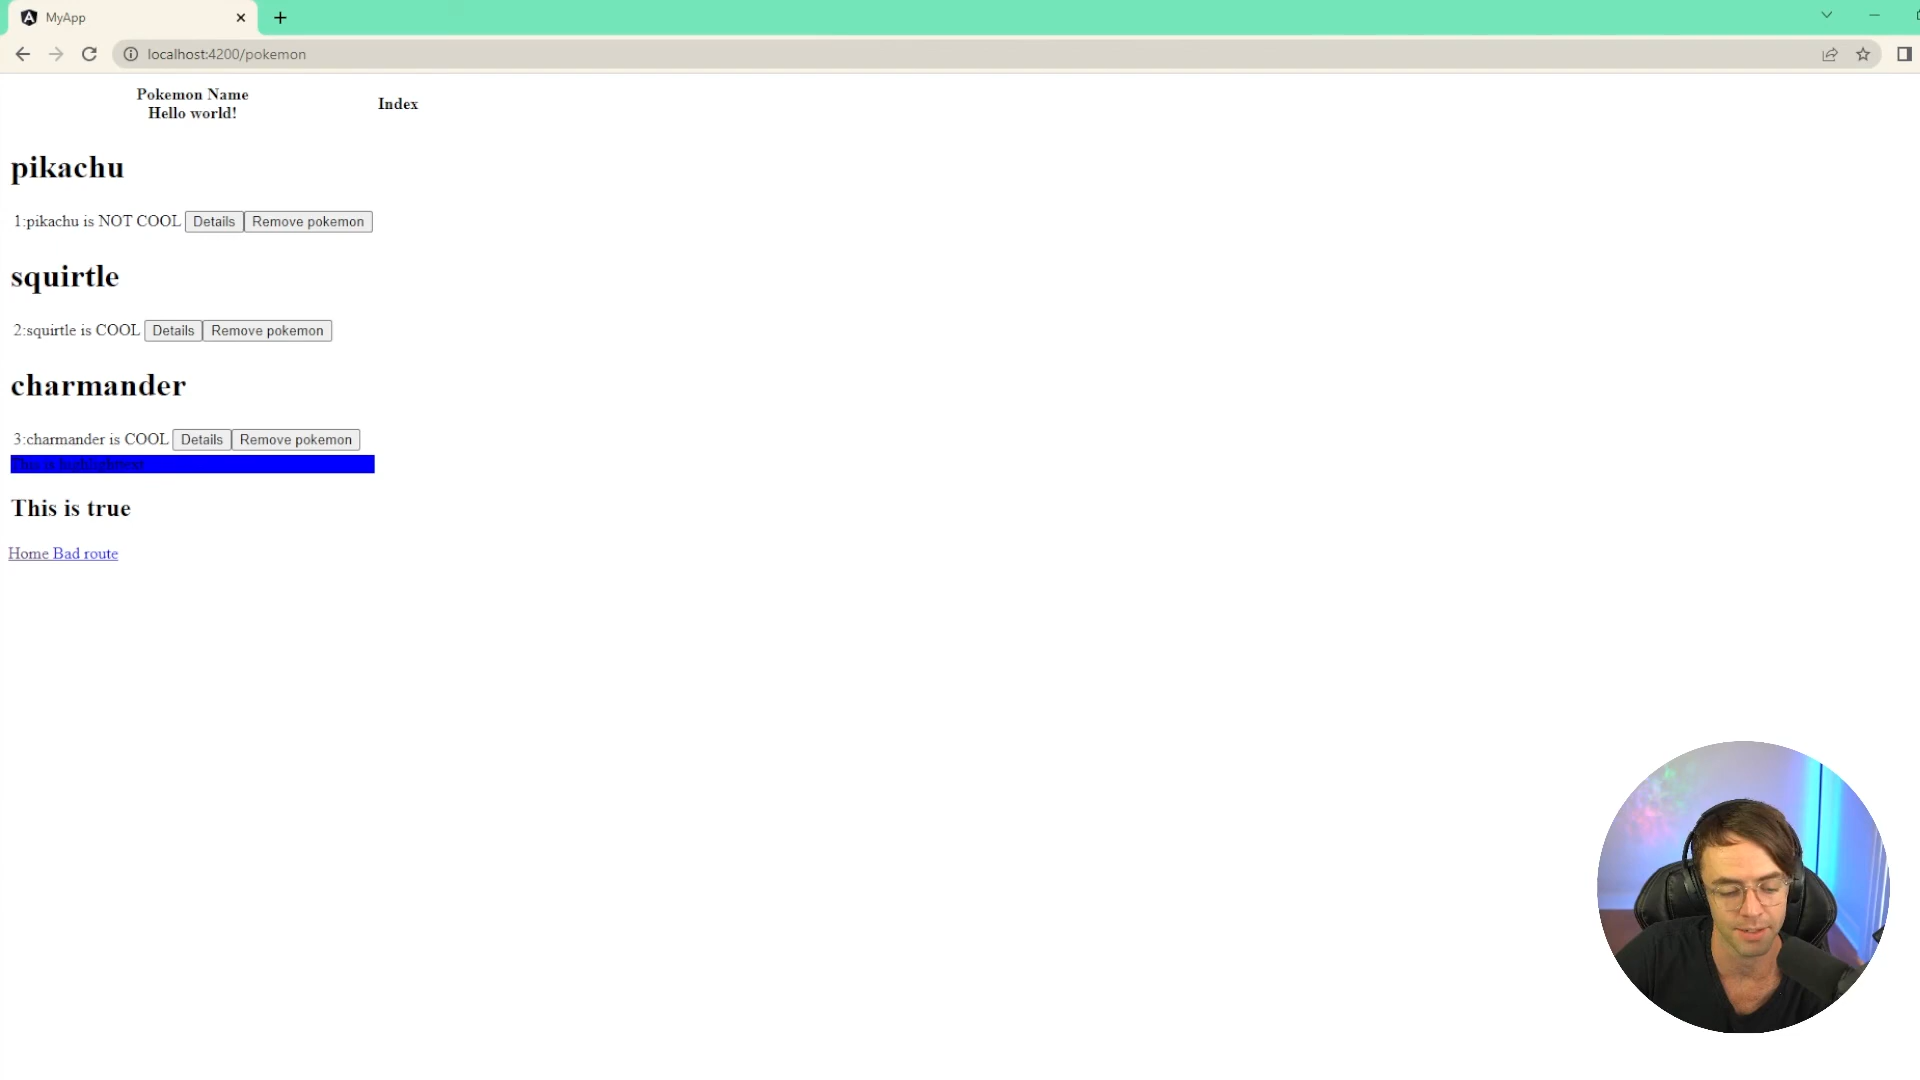 MyApp
localhost:4200/pokemon
Pokemon Name
Hello world!
Index
pikachu
1:pikachu is NOT COOL Details Remove pokemon
squirtle
2:squirtle is COOL Details Remove pokemon
charmander
3:charmander is COOL Details Remove pokemon
This is
This is true
Home Bad route